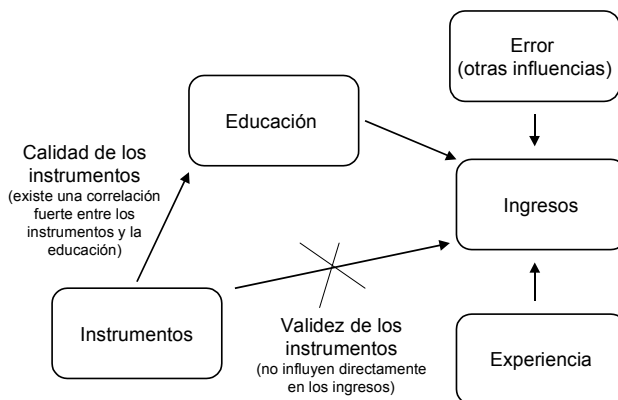 Error
(otras influencias)
Educación
Calidad de los
instrumentos
(existe una correlación
fuerte entre los
instrumentos y la
educación)
Ingresos
Instrumentos
Validez de los
instrumentos
(no influyen directamente
en los ingresos)
Experiencia